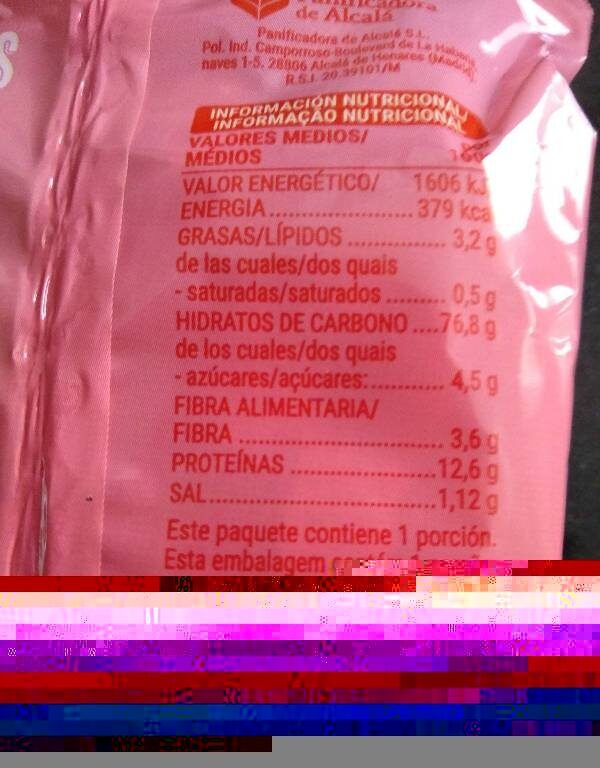 Panificadora
de Alcalá
Panificadora de Alcalá S.L.
Pol. Ind. Camporroso-Boulevard de La Habana
naves 1-5. 28806 Alcalá de Henares (Madrid)
R.S.I. 20.39101/M
INFORMACIÓN NUTRICIONAL/
INFORMAÇÃO NUTRICIONAL
VALORES MEDIOS/
MÉDIOS
VALOR ENERGÉTICO/ 1606 kJ
ENERGIA.................... 379 kca
GRASAS/LÍPIDOS .............. 3,2 g
de las cuales/dos quais
- saturadas/saturados ......... 0,5 g
HIDRATOS DE CARBONO ....76,8 g
de los cuales/dos quais
- azúcares/açúcares:........... 4,5 g
FIBRA ALIMENTARIA/
FIBRA ............................. 3,6 g
PROTEÍNAS .....................12,6 g
SAL.................................1,12 g
Este paquete contiene 1 porción.
Esta embalagem